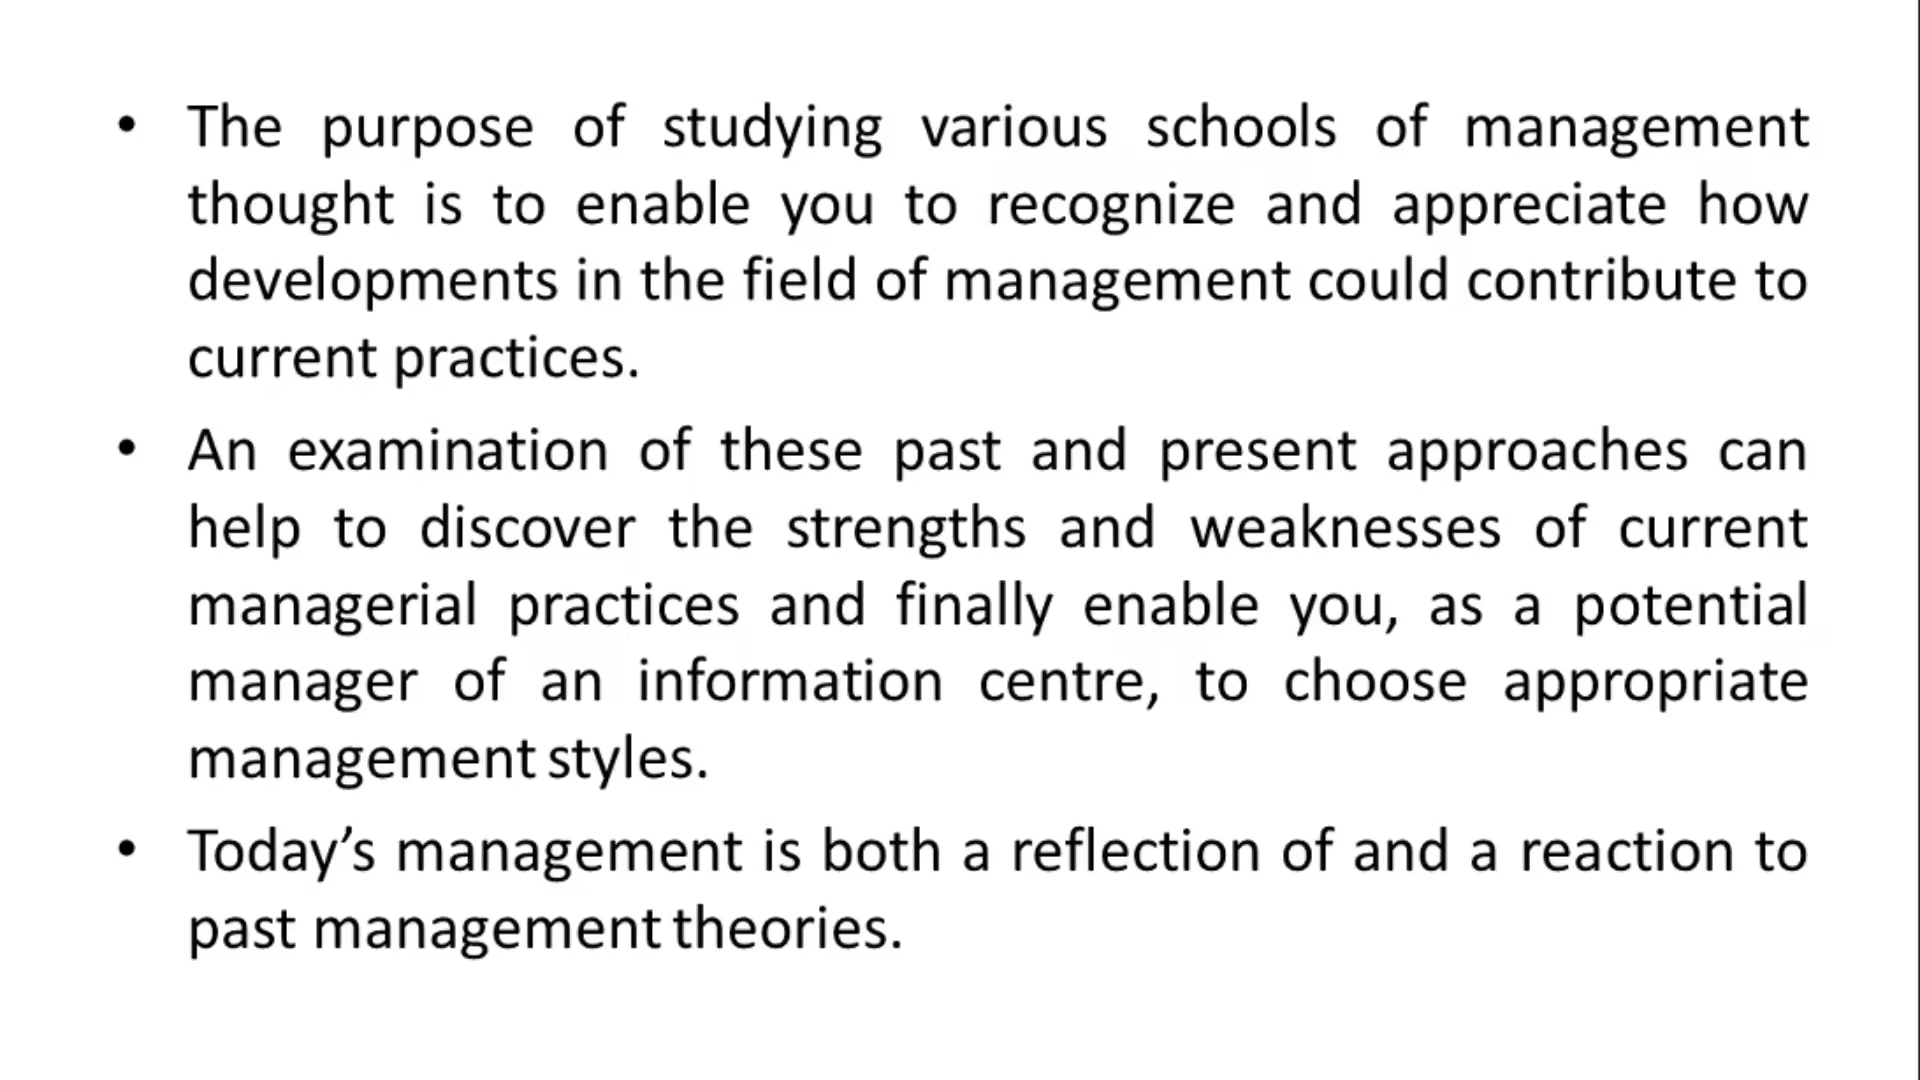 • The purpose of studying various schools of management
thought is to enable you to recognize and appreciate how
developments in the field of management could contribute to
current practices.
• An examination of these past and present approaches can
help to discover the strengths and weaknesses of current
managerial practices and finally enable you, as a potential
manager of an information centre, to choose appropriate
management styles.
• Today’s management is both a reflection of and a reaction to
past management theories.